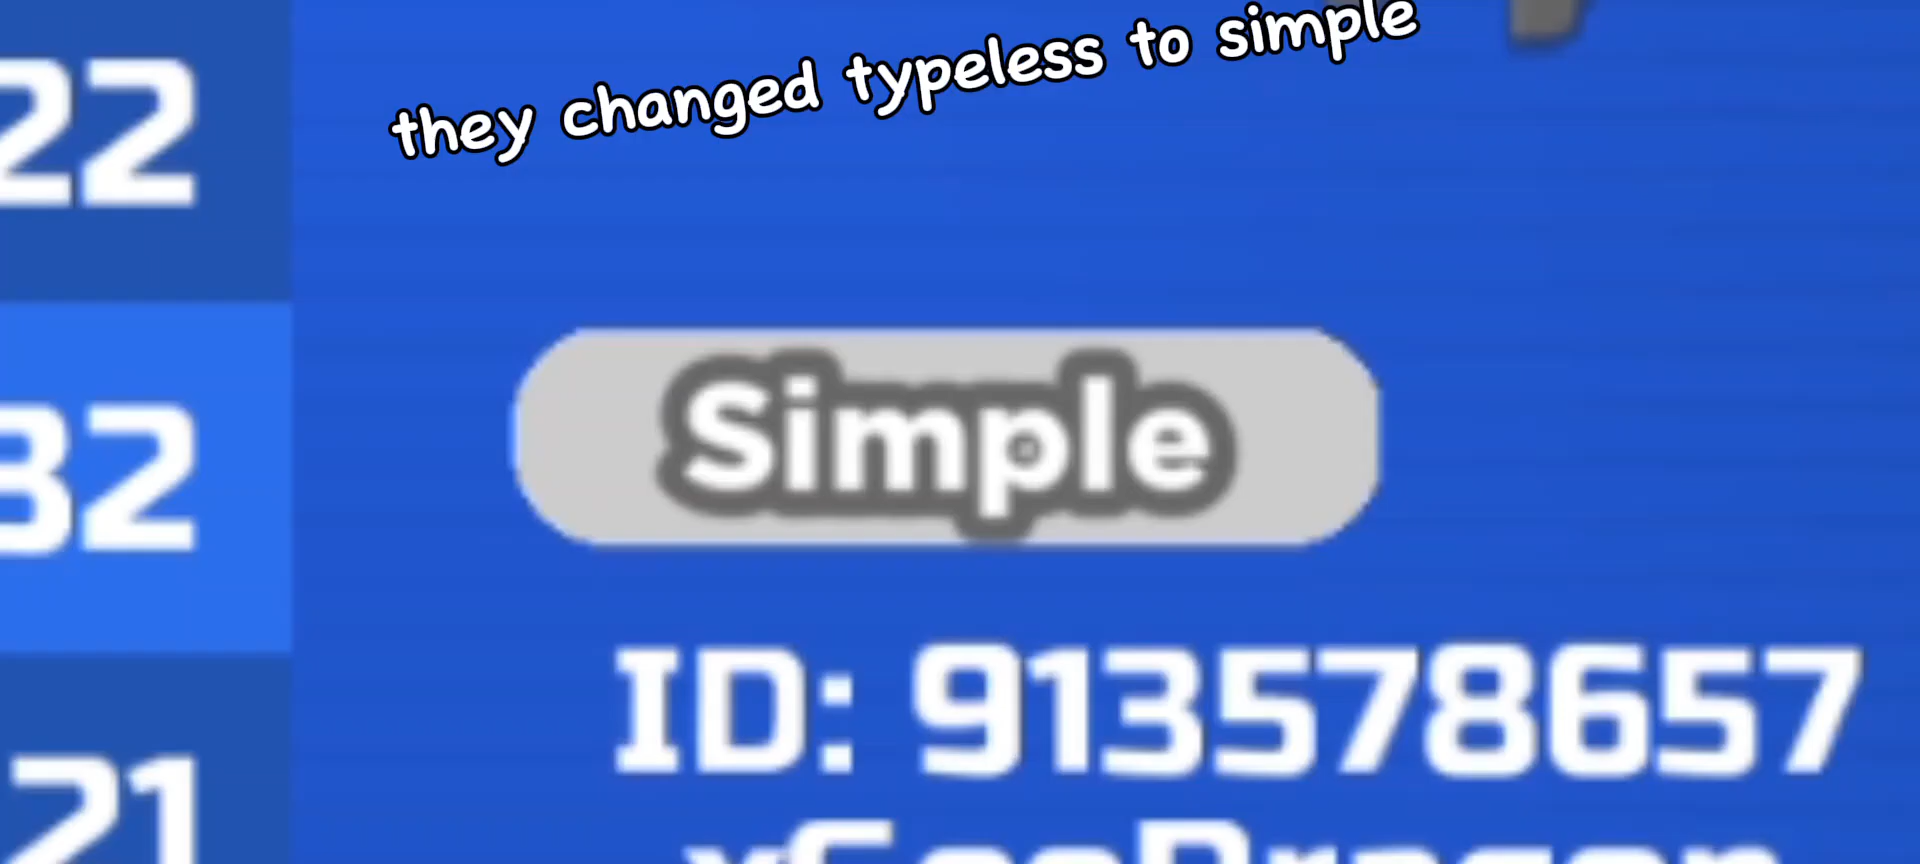 they changed typeless to simple
22
Simple
32
ID: 913578657
21